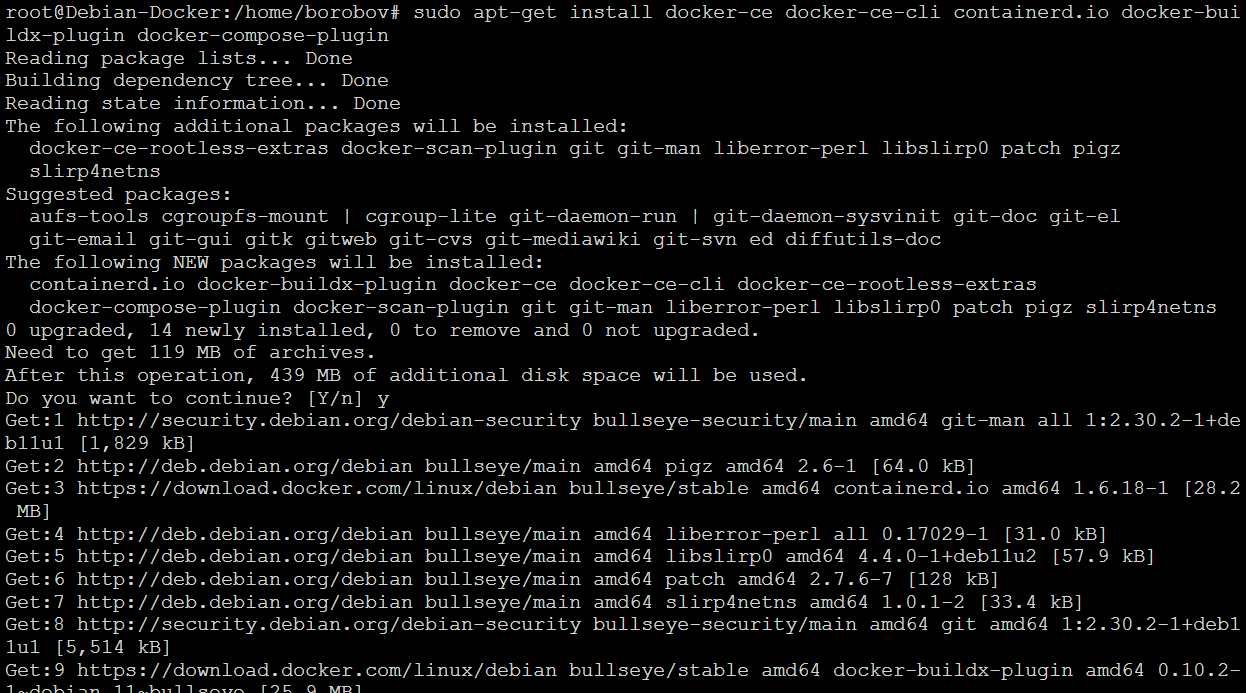 root@Debian-Docker:/home/borobov# sudo apt-get install docker-ce docker-ce-cli containerd.io docker-bui
ldx-plugin docker-compose-plugin
Reading package lists... Done
Building dependency tree... Done
Reading state information... Done
The following additional packages will be installed:
  docker-ce-rootless-extras docker-scan-plugin git git-man liberror-perl libslirp0 patch pigz
  slirp4netns
Suggested packages:
  aufs-tools cgroupfs-mount | cgroup-lite git-daemon-run | git-daemon-sysvinit git-doc git-el
  git-email git-gui gitk gitweb git-cvs git-mediawiki git-svn ed diffutils-doc
The following NEW packages will be installed:
  containerd.io docker-buildx-plugin docker-ce docker-ce-cli docker-ce-rootless-extras
  docker-compose-plugin docker-scan-plugin git git-man liberror-perl libslirp0 patch pigz slirp4netns
0 upgraded, 14 newly installed, 0 to remove and 0 not upgraded.
Need to get 119 MB of archives.
After this operation, 439 MB of additional disk space will be used.
Do you want to continue? [Y/n] y
Get:1 http://security.debian.org/debian-security bullseye-security/main amd64 git-man all 1:2.30.2-1+de
b11u1 [1,829 kB]
Get:2 http://deb.debian.org/debian bullseye/main amd64 pigz amd64 2.6-1 [64.0 kB]
Get:3 https://download.docker.com/linux/debian bullseye/stable amd64 containerd.io amd64 1.6.18-1 [28.2
 MB]
Get:4 http://deb.debian.org/debian bullseye/main amd64 liberror-perl all 0.17029-1 [31.0 kB]
Get:5 http://deb.debian.org/debian bullseye/main amd64 libslirp0 amd64 4.4.0-1+deb11u2 [57.9 kB]
Get:6 http://deb.debian.org/debian bullseye/main amd64 patch amd64 2.7.6-7 [128 kB]
Get:7 http://deb.debian.org/debian bullseye/main amd64 slirp4netns amd64 1.0.1-2 [33.4 kB]
Get:8 http://security.debian.org/debian-security bullseye-security/main amd64 git amd64 1:2.30.2-1+deb1
1u1 [5,514 kB]
Get:9 https://download.docker.com/linux/debian bullseye/stable amd64 docker-buildx-plugin amd64 0.10.2-
1~debian.11~bullseye [25.9 MB]